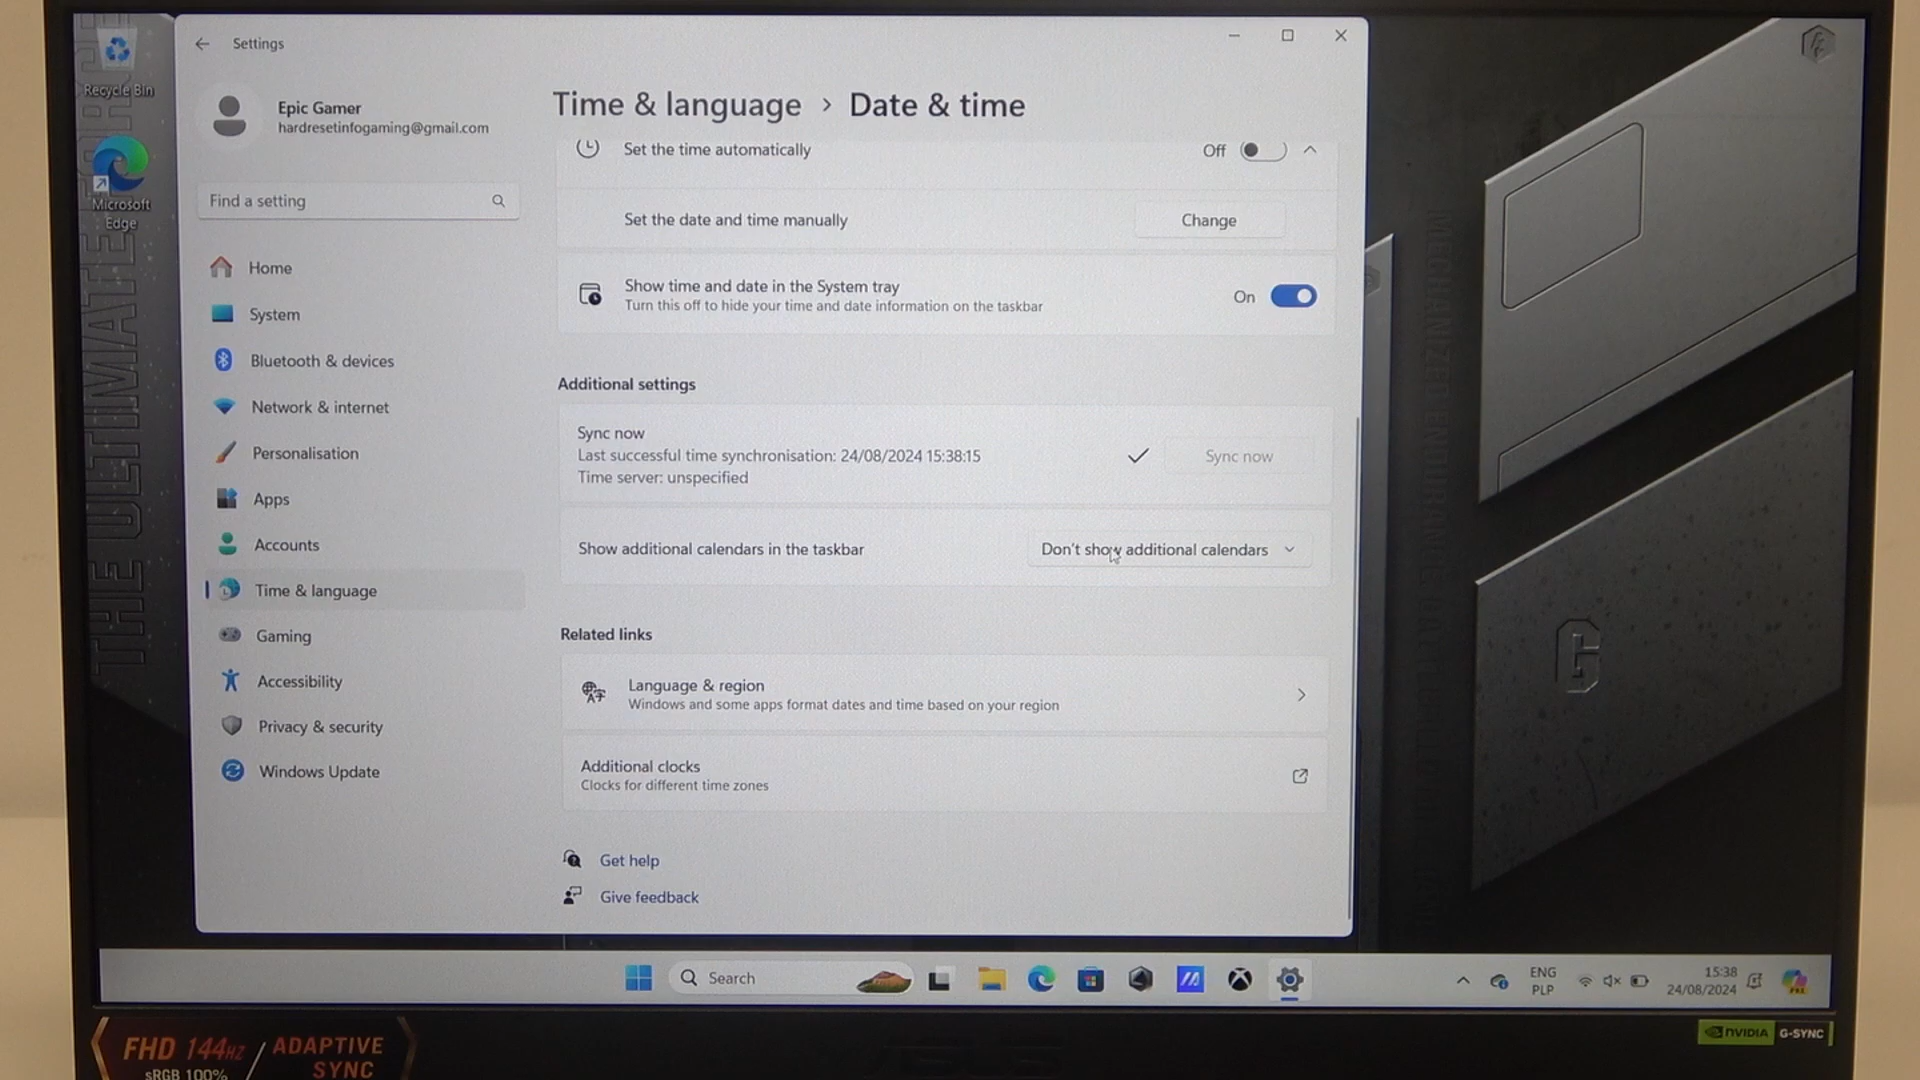 Recycle Bin
Microsoft
Edge
THE ULTIMATE FORCE
Settings
Epic Gamer
hardresetinfogaming@gmail.com
Find a setting
Home
System
Bluetooth & devices
Network & internet
Personalisation
Apps
Accounts
Time & language
Gaming
Accessibility
Privacy & security
Windows Update
Time & language › Date & time
Set the time automatically
Off
Set the date and time manually
Change
Show time and date in the System tray
Turn this off to hide your time and date information on the taskbar
On
Additional settings
Sync now
Last successful time synchronisation: 24/08/2024 15:38:15
Time server: unspecified
Sync now
Show additional calendars in the taskbar
Don't show additional calendars
Related links
Language & region
Windows and some apps format dates and time based on your region
Additional clocks
Clocks for different time zones
Get help
Give feedback
Search
ENG
PLP
15:38
24/08/2024
FHD 144HZ / ADAPTIVE
sRGB 100% SYNC
ASUS
NVIDIA G-SYNC